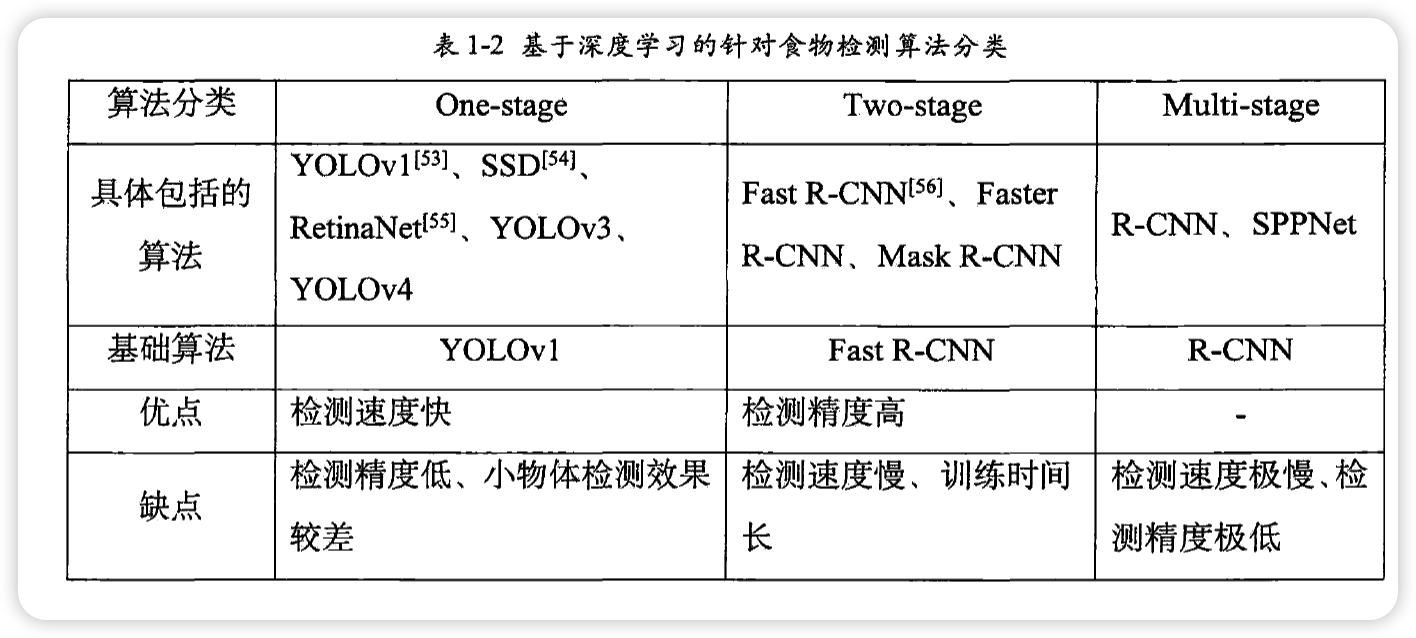 表 1-2 基于深度学习的针对食物检测算法分类
算法分类 One-stage Two-stage Multi-stage
具体包括的
算法
YOLOv1[53]、SSD[54]、
RetinaNet[55]、YOLOv3、
YOLOv4
Fast R-CNN[56]、Faster
R-CNN、Mask R-CNN
R-CNN、SPPNet
基础算法 YOLOv1 Fast R-CNN R-CNN
优点 检测速度快 检测精度高 -
缺点
检测精度低、小物体检测效果
较差
检测速度慢、训练时间
长
检测速度极慢、检
测精度极低